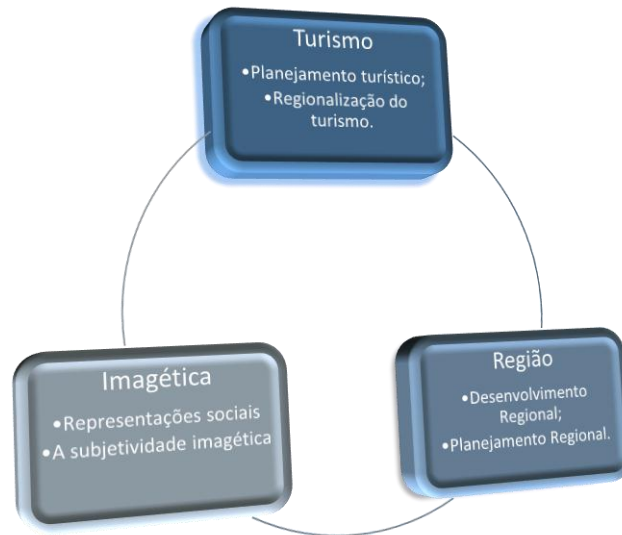 Turismo
•Planejamento turístico;
•Regionalização do
turismo.
Imagética
•Representações sociais
•A subjetividade imagética
Região
•Desenvolvimento
Regional;
•Planejamento Regional.